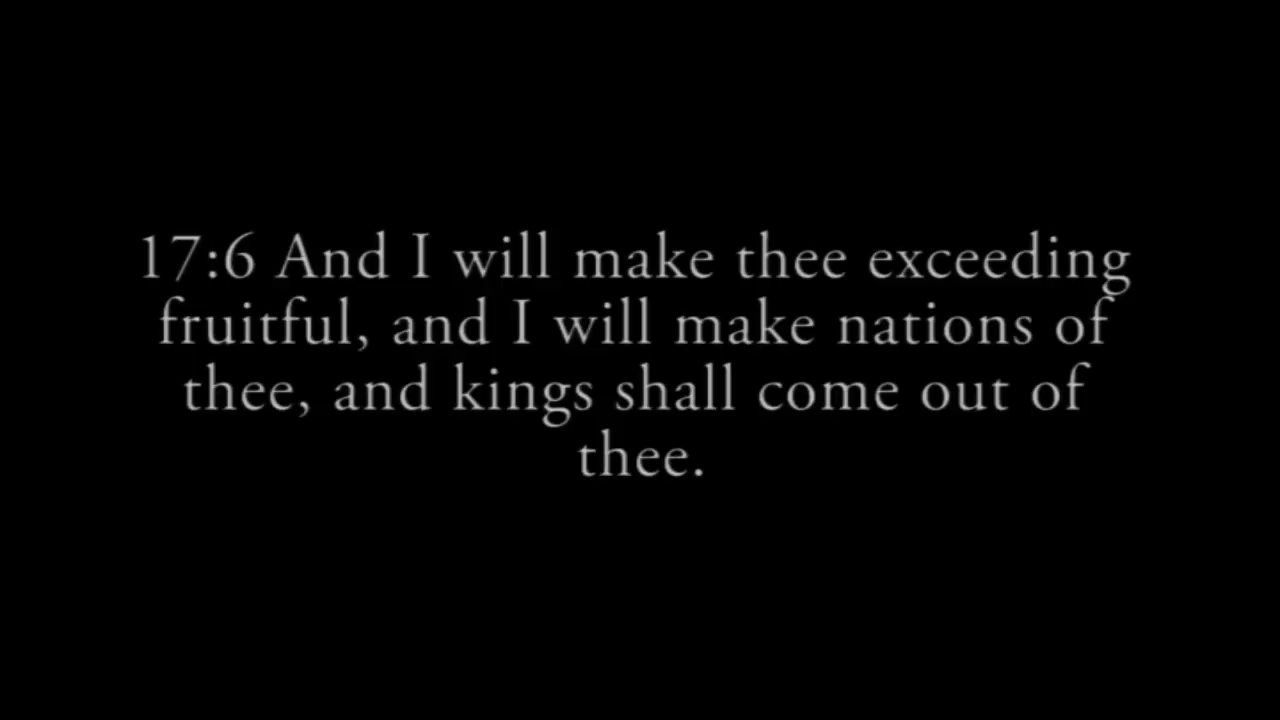 17:6 And I will make thee exceeding
fruitful, and I will make nations of
thee, and kings shall come out of
thee.